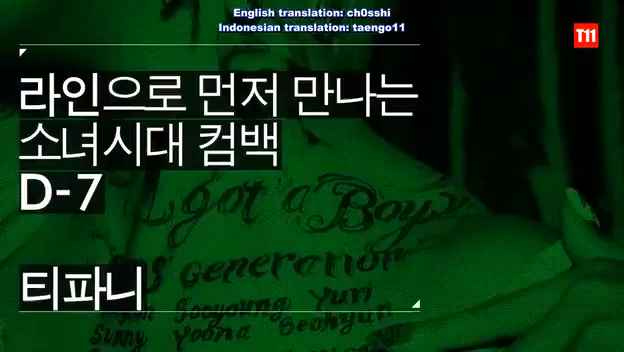 English translation: ch0sshi
Indonesian translation: taengo11
T11
라인으로 먼저 만나는
소녀시대 컴백
D-7
I got a Boy
Generation
티파니
Sooyoung Yuri
Sunny Yoona Seohyun